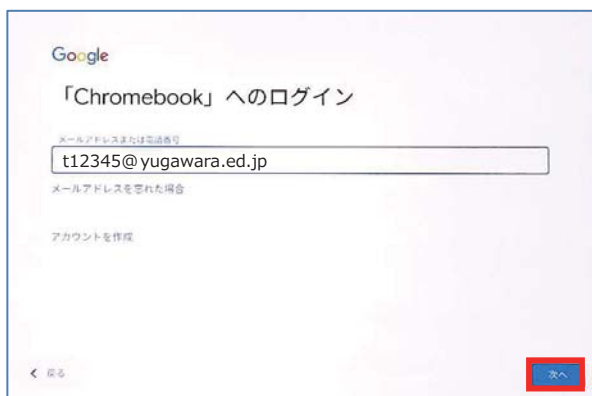 Google
「Chromebook」へのログイン
メールアドレスまたは電話番号
t12345@yugawara.ed.jp
メールアドレスを忘れた場合
アカウントを作成
戻る
次へ